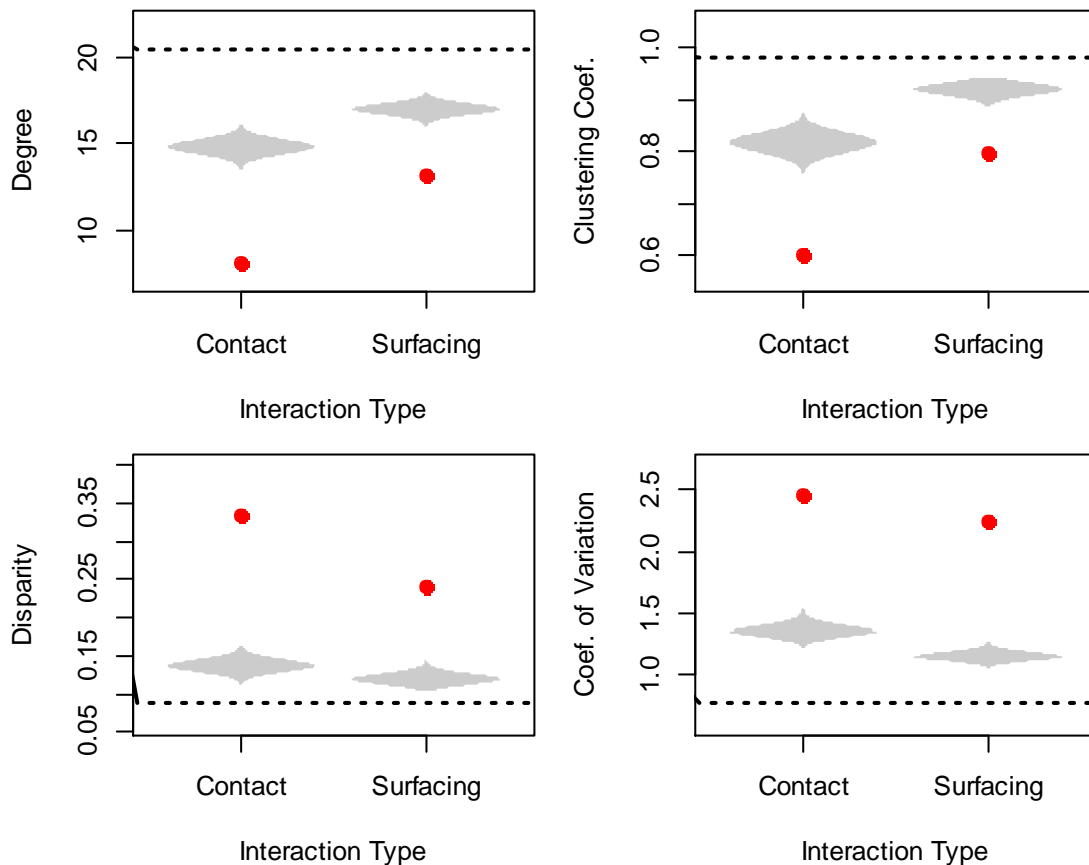 Degree
20
15
10
Contact Surfacing
Interaction Type
Clustering Coef.
1.0
0.8
0.6
Contact Surfacing
Interaction Type
Disparity
0.35
0.25
0.15
0.05
Contact Surfacing
Interaction Type
Coef. of Variation
2.5
2.0
1.5
1.0
Contact Surfacing
Interaction Type